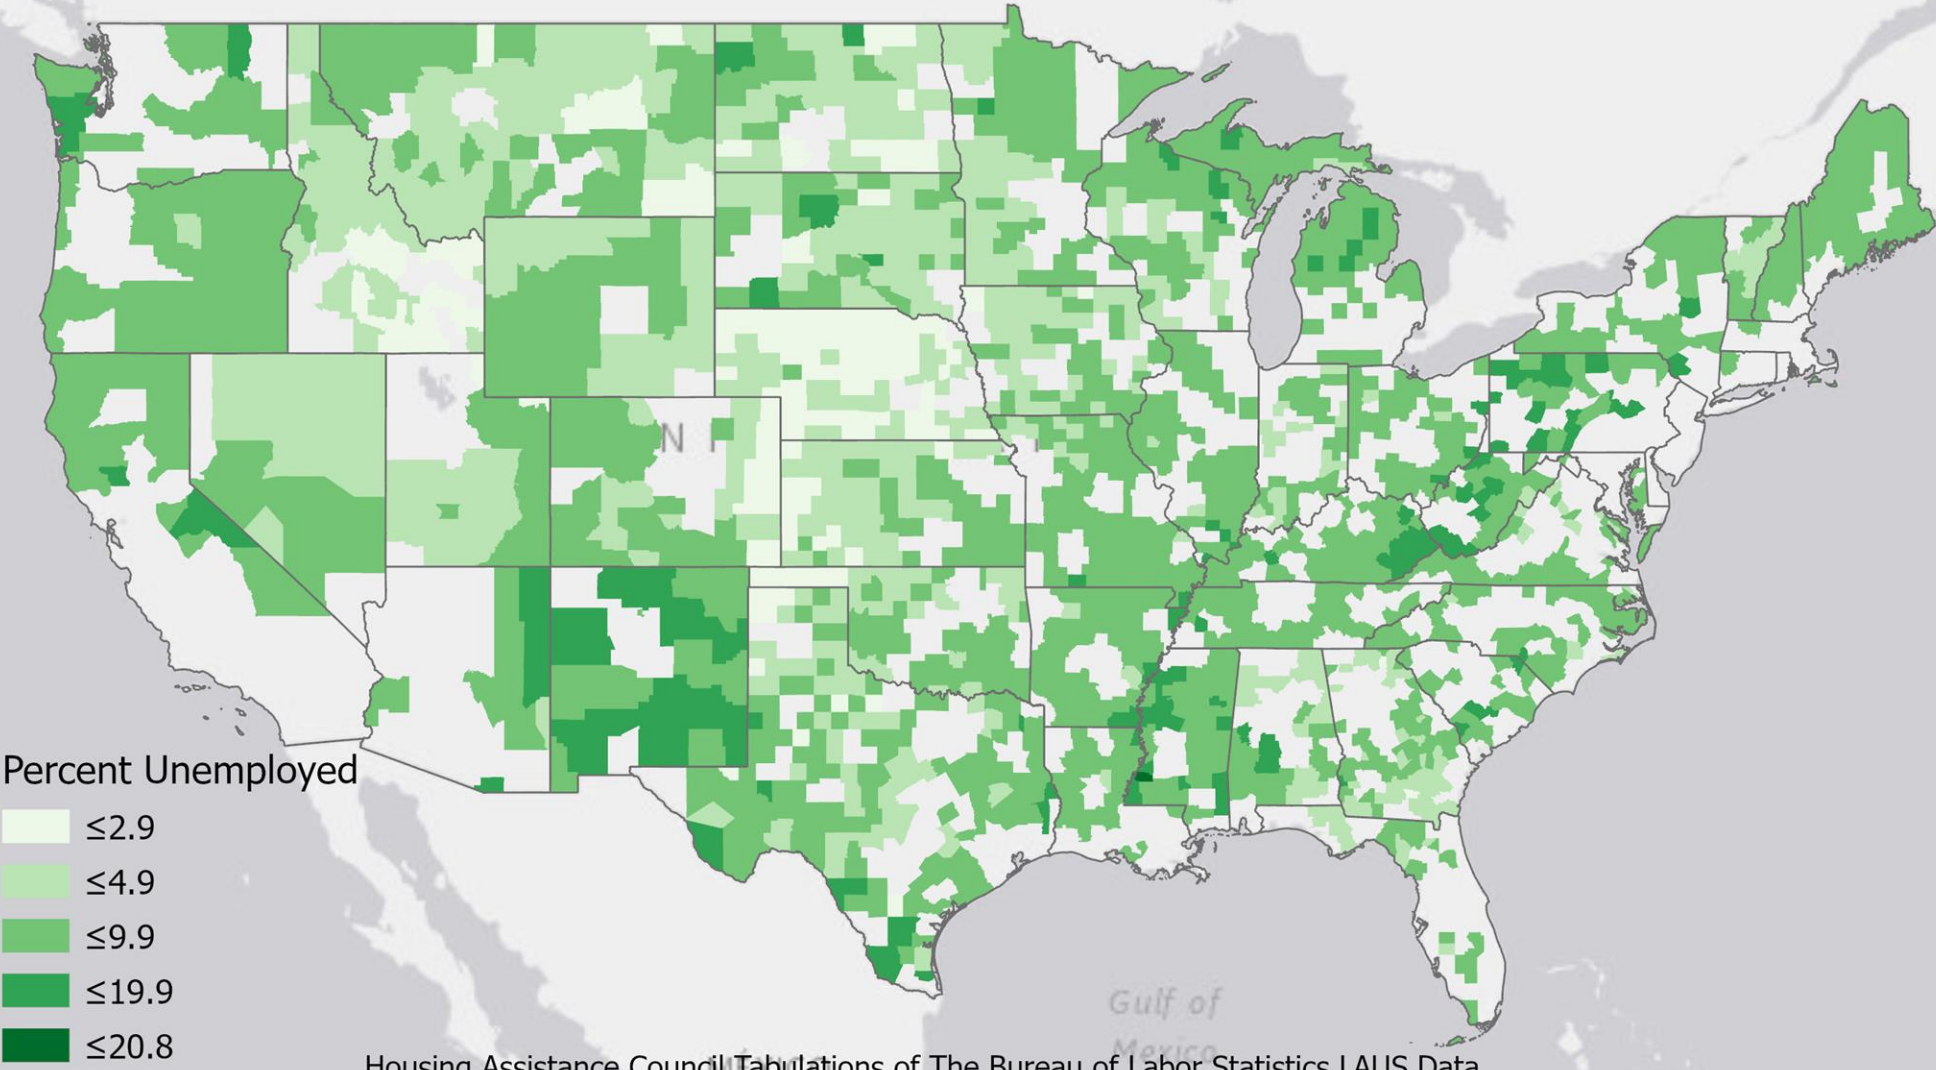 N I
Percent Unemployed
≤2.9
≤4.9
≤9.9
≤19.9
≤20.8
Gulf of
Mexico
Housing Assistance Council Tabulations of The Bureau of Labor Statistics LAUS Data